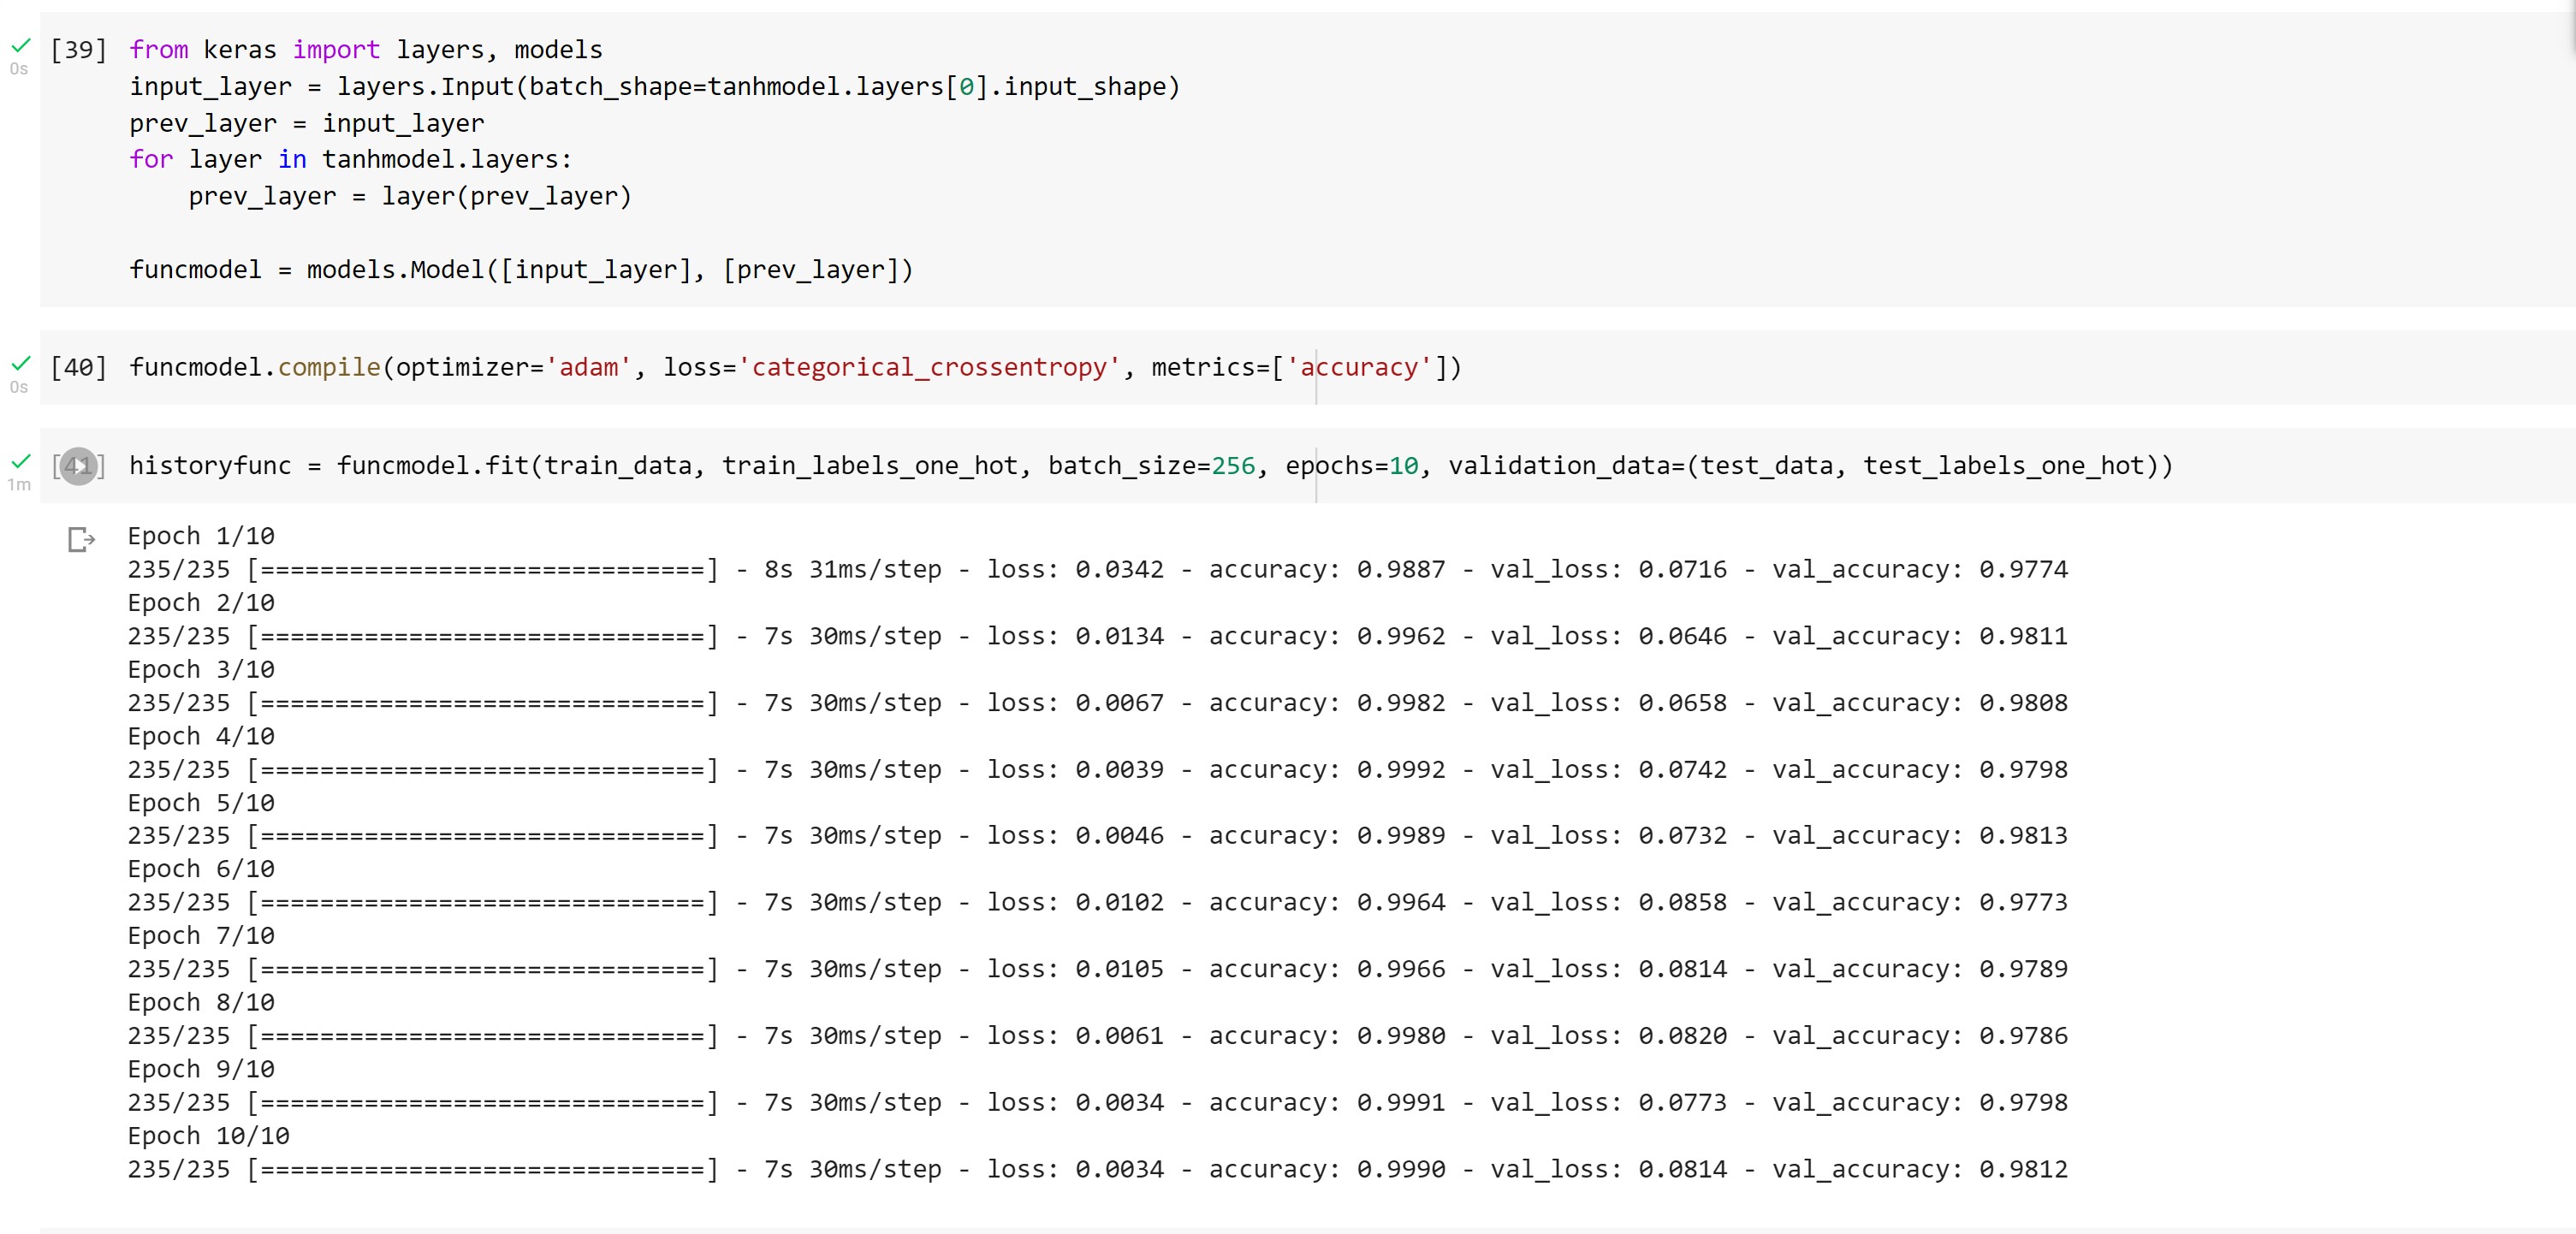 [39] from keras import layers, models
0s
input_layer = layers.Input(batch_shape=tanhmodel.layers[0].input_shape)
prev_layer = input_layer
for layer in tanhmodel.layers:
    prev_layer = layer(prev_layer)
funcmodel = models.Model([input_layer], [prev_layer])
[40] funcmodel.compile(optimizer='adam', loss='categorical_crossentropy', metrics=['accuracy'])
0s
[41] historyfunc = funcmodel.fit(train_data, train_labels_one_hot, batch_size=256, epochs=10, validation_data=(test_data, test_labels_one_hot))
1m
Epoch 1/10
235/235 [==============================] - 8s 31ms/step - loss: 0.0342 - accuracy: 0.9887 - val_loss: 0.0716 - val_accuracy: 0.9774
Epoch 2/10
235/235 [==============================] - 7s 30ms/step - loss: 0.0134 - accuracy: 0.9962 - val_loss: 0.0646 - val_accuracy: 0.9811
Epoch 3/10
235/235 [==============================] - 7s 30ms/step - loss: 0.0067 - accuracy: 0.9982 - val_loss: 0.0658 - val_accuracy: 0.9808
Epoch 4/10
235/235 [==============================] - 7s 30ms/step - loss: 0.0039 - accuracy: 0.9992 - val_loss: 0.0742 - val_accuracy: 0.9798
Epoch 5/10
235/235 [==============================] - 7s 30ms/step - loss: 0.0046 - accuracy: 0.9989 - val_loss: 0.0732 - val_accuracy: 0.9813
Epoch 6/10
235/235 [==============================] - 7s 30ms/step - loss: 0.0102 - accuracy: 0.9964 - val_loss: 0.0858 - val_accuracy: 0.9773
Epoch 7/10
235/235 [==============================] - 7s 30ms/step - loss: 0.0105 - accuracy: 0.9966 - val_loss: 0.0814 - val_accuracy: 0.9789
Epoch 8/10
235/235 [==============================] - 7s 30ms/step - loss: 0.0061 - accuracy: 0.9980 - val_loss: 0.0820 - val_accuracy: 0.9786
Epoch 9/10
235/235 [==============================] - 7s 30ms/step - loss: 0.0034 - accuracy: 0.9991 - val_loss: 0.0773 - val_accuracy: 0.9798
Epoch 10/10
235/235 [==============================] - 7s 30ms/step - loss: 0.0034 - accuracy: 0.9990 - val_loss: 0.0814 - val_accuracy: 0.9812